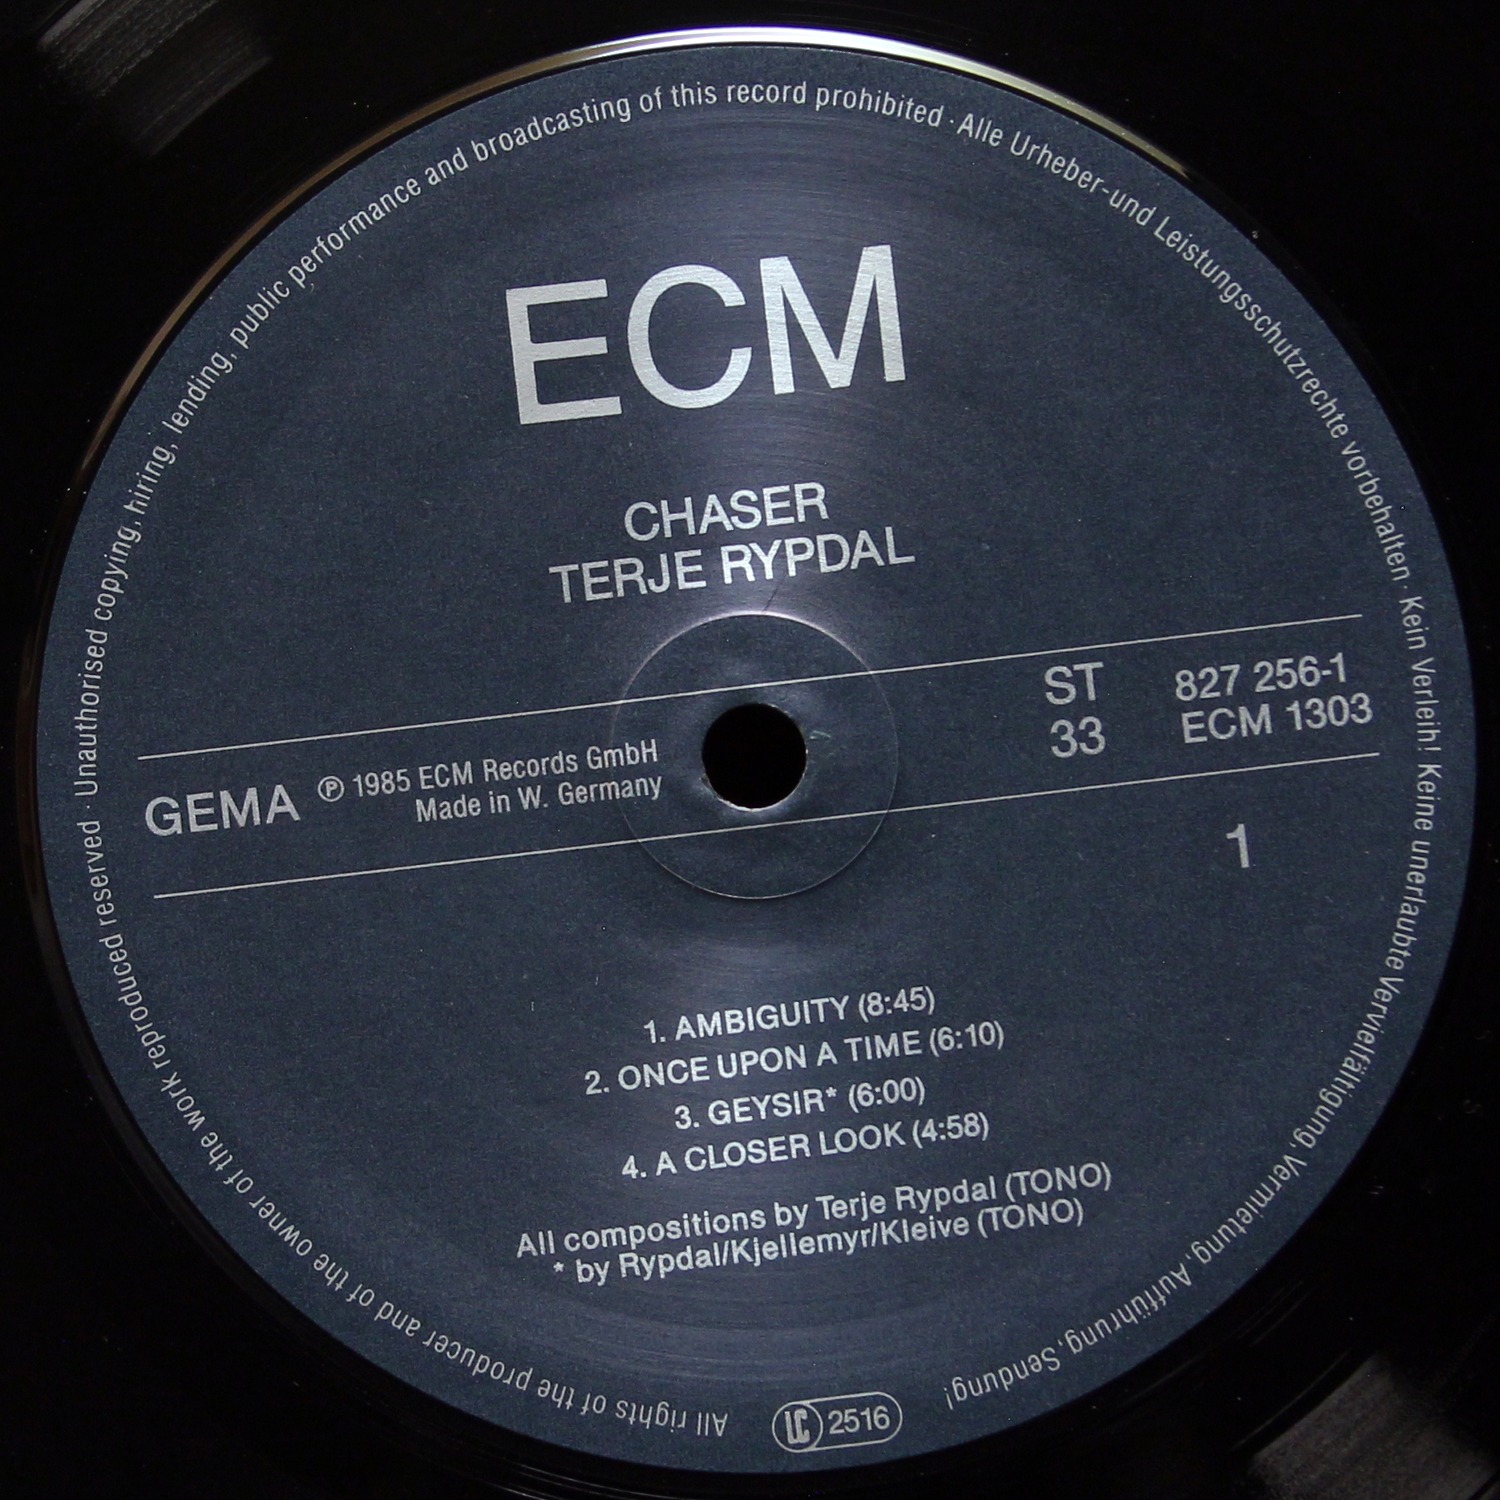 All rights of the producer and of the owner of the work reproduced reserved · Unauthorised copying, hiring, lending, public performance and broadcasting of this record prohibited · Alle Urheber- und Leistungsschutzrechte vorbehalten · Kein Verleih! Keine unerlaubte Vervielfältigung, Vermietung, Aufführung, Sendung!
ECM
CHASER
TERJE RYPDAL
GEMA
℗ 1985 ECM Records GmbH
Made in W. Germany
ST
33
827 256-1
ECM 1303
1
1. AMBIGUITY (8:45)
2. ONCE UPON A TIME (6:10)
3. GEYSIR* (6:00)
4. A CLOSER LOOK (4:58)
All compositions by Terje Rypdal (TONO)
* by Rypdal/Kjellemyr/Kleive (TONO)
LC 2516